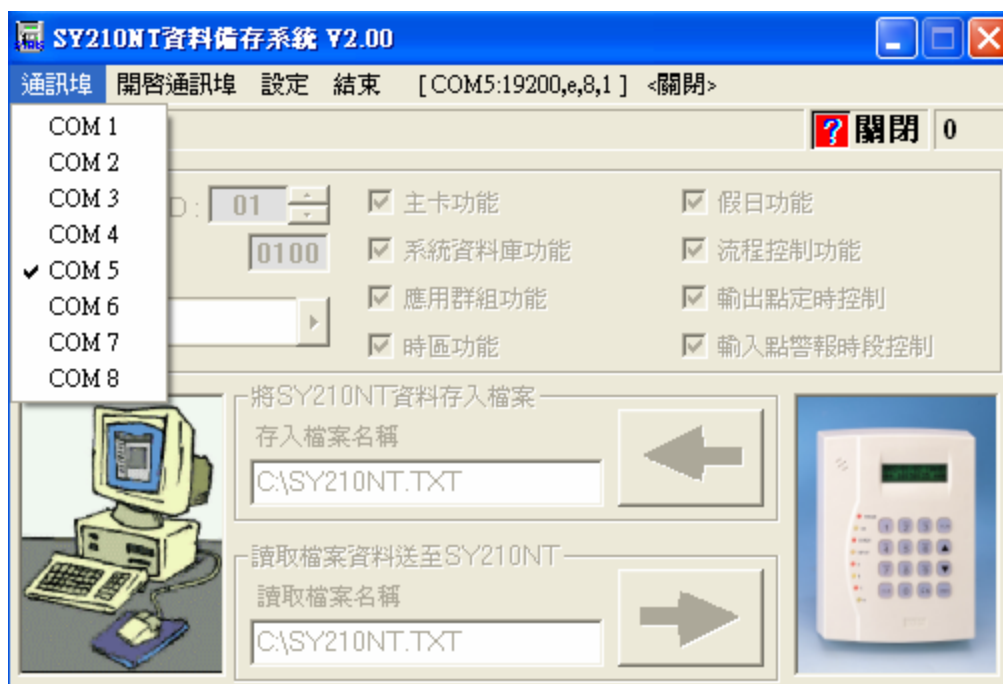 SY210NT資料備存系統 V2.00
通訊埠 開啓通訊埠 設定 結束 [ COM5:19200,e,8,1 ] <關閉>
COM 1
COM 2
COM 3
COM 4
COM 5
COM 6
COM 7
COM 8
? 關閉 0
D : 01
0100
主卡功能
假日功能
系統資料庫功能
流程控制功能
應用群組功能
輸出點定時控制
時區功能
輸入點警報時段控制
將SY210NT資料存入檔案
存入檔案名稱
C:\SY210NT.TXT
讀取檔案資料送至SY210NT
讀取檔案名稱
C:\SY210NT.TXT